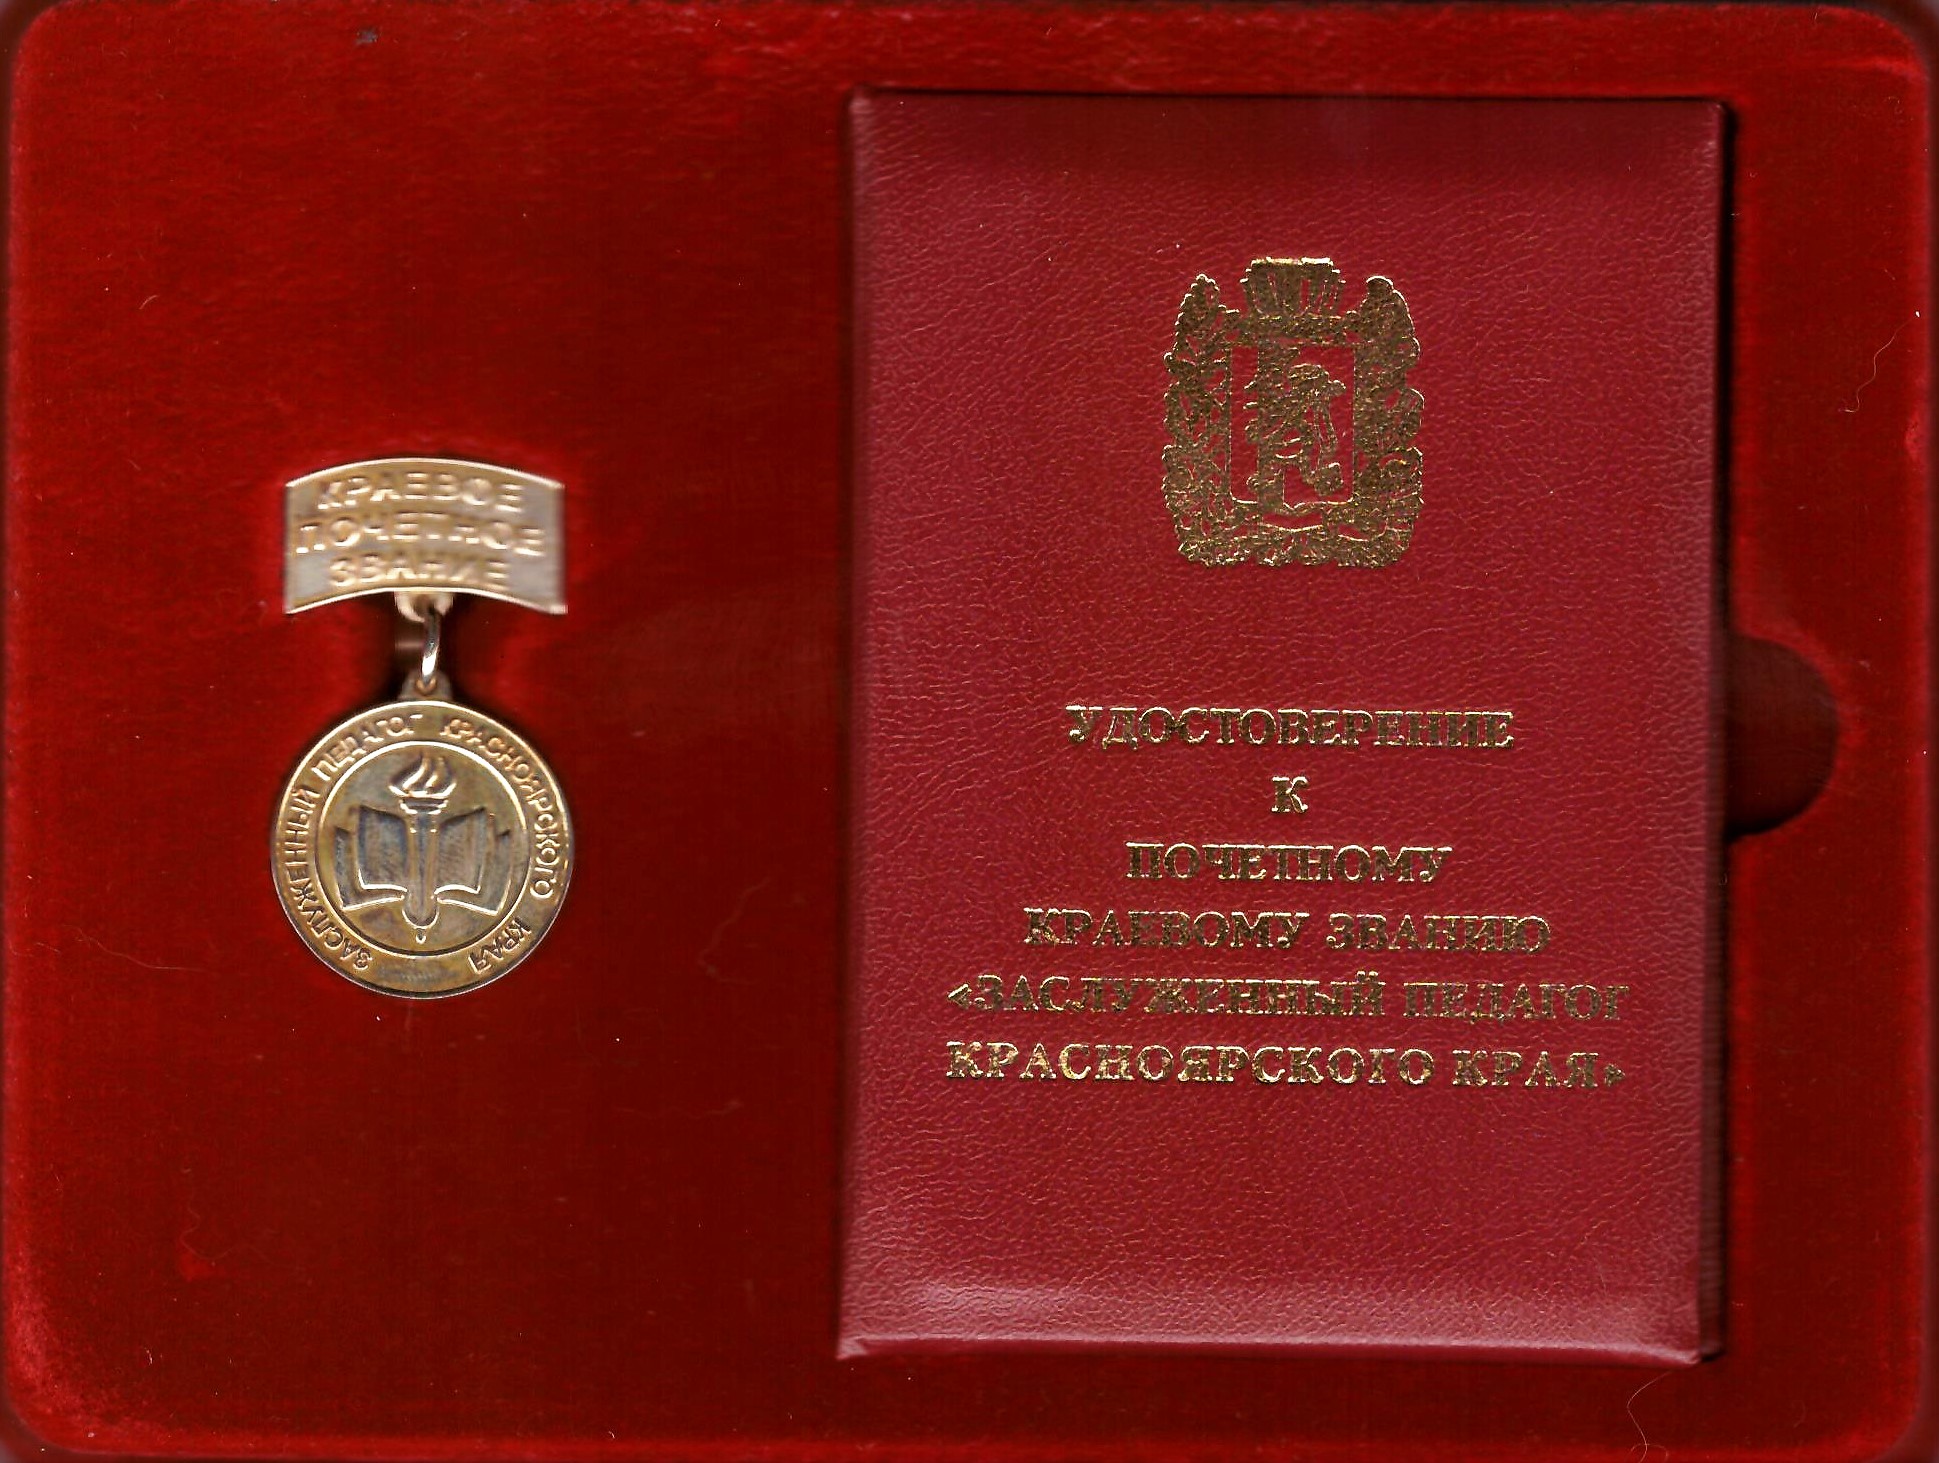 КРАЕВОЕ
ПОЧЕТНОЕ
ЗВАНИЕ
ЗАСЛУЖЕННЫЙ ПЕДАГОГ КРАСНОЯРСКОГО КРАЯ
УДОСТОВЕРЕНИЕ
К
ПОЧЕТНОМУ
КРАЕВОМУ ЗВАНИЮ
«ЗАСЛУЖЕННЫЙ ПЕДАГОГ
КРАСНОЯРСКОГО КРАЯ»